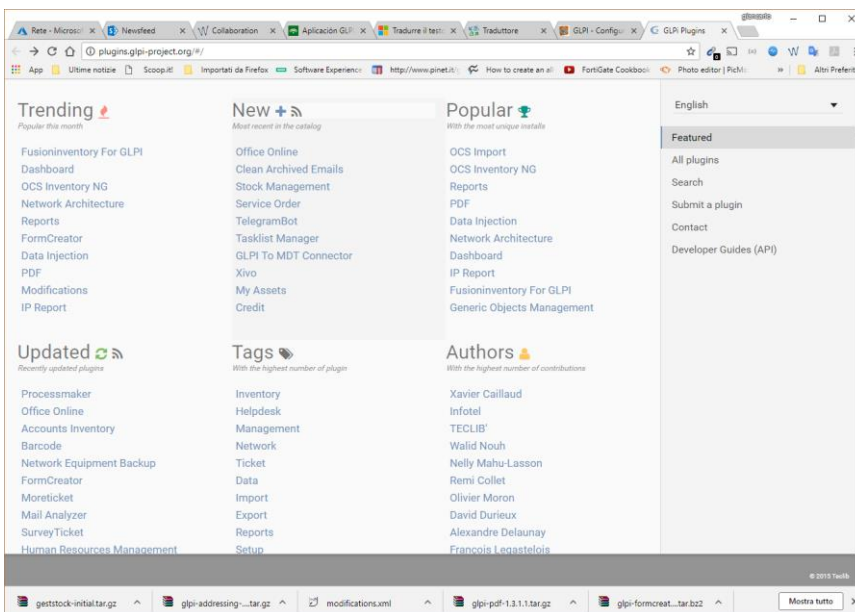 giovanni
Rete - Microsof
Newsfeed
Collaboration
Aplicación GLPI
Tradurre il testo
Traduttore
GLPI - Configur
GLPi Plugins
plugins.glpi-project.org/#/
App
Ultime notizie
Scoop.it!
Importati da Firefox
Software Experience
http://www.pinet.it/
How to create an ali
FortiGate Cookbook
Photo editor | PicM
»
Altri Preferiti
Trending
Popular this month
Fusioninventory For GLPI
Dashboard
OCS Inventory NG
Network Architecture
Reports
FormCreator
Data Injection
PDF
Modifications
IP Report
New
Most recent in the catalog
Office Online
Clean Archived Emails
Stock Management
Service Order
TelegramBot
Tasklist Manager
GLPI To MDT Connector
Xivo
My Assets
Credit
Popular
With the most unique installs
OCS Import
OCS Inventory NG
Reports
PDF
Data Injection
Network Architecture
Dashboard
IP Report
Fusioninventory For GLPI
Generic Objects Management
English
Featured
All plugins
Search
Submit a plugin
Contact
Developer Guides (API)
Updated
Recently updated plugins
Processmaker
Office Online
Accounts Inventory
Barcode
Network Equipment Backup
FormCreator
Moreticket
Mail Analyzer
SurveyTicket
Human Resources Management
Tags
With the highest number of plugin
Inventory
Helpdesk
Management
Network
Ticket
Data
Import
Export
Reports
Setup
Authors
With the highest number of contributions
Xavier Caillaud
Infotel
TECLIB'
Walid Nouh
Nelly Mahu-Lasson
Remi Collet
Olivier Moron
David Durieux
Alexandre Delaunay
François Legastelois
© 2015 Teclib
geststock-initial.tar.gz
glpi-addressing-....tar.gz
modifications.xml
glpi-pdf-1.3.1.1.tar.gz
glpi-formcreat....tar.bz2
Mostra tutto